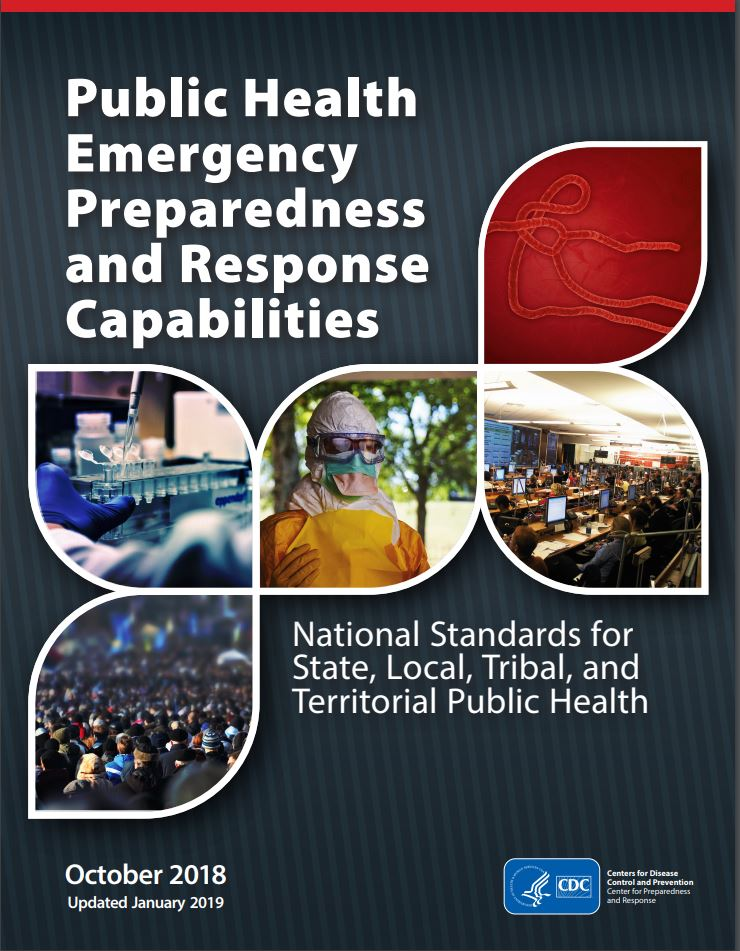 Public Health
Emergency
Preparedness
and Response
Capabilities
National Standards for
State, Local, Tribal, and
Territorial Public Health
October 2018
Updated January 2019
CDC
Centers for Disease
Control and Prevention
Center for Preparedness
and Response